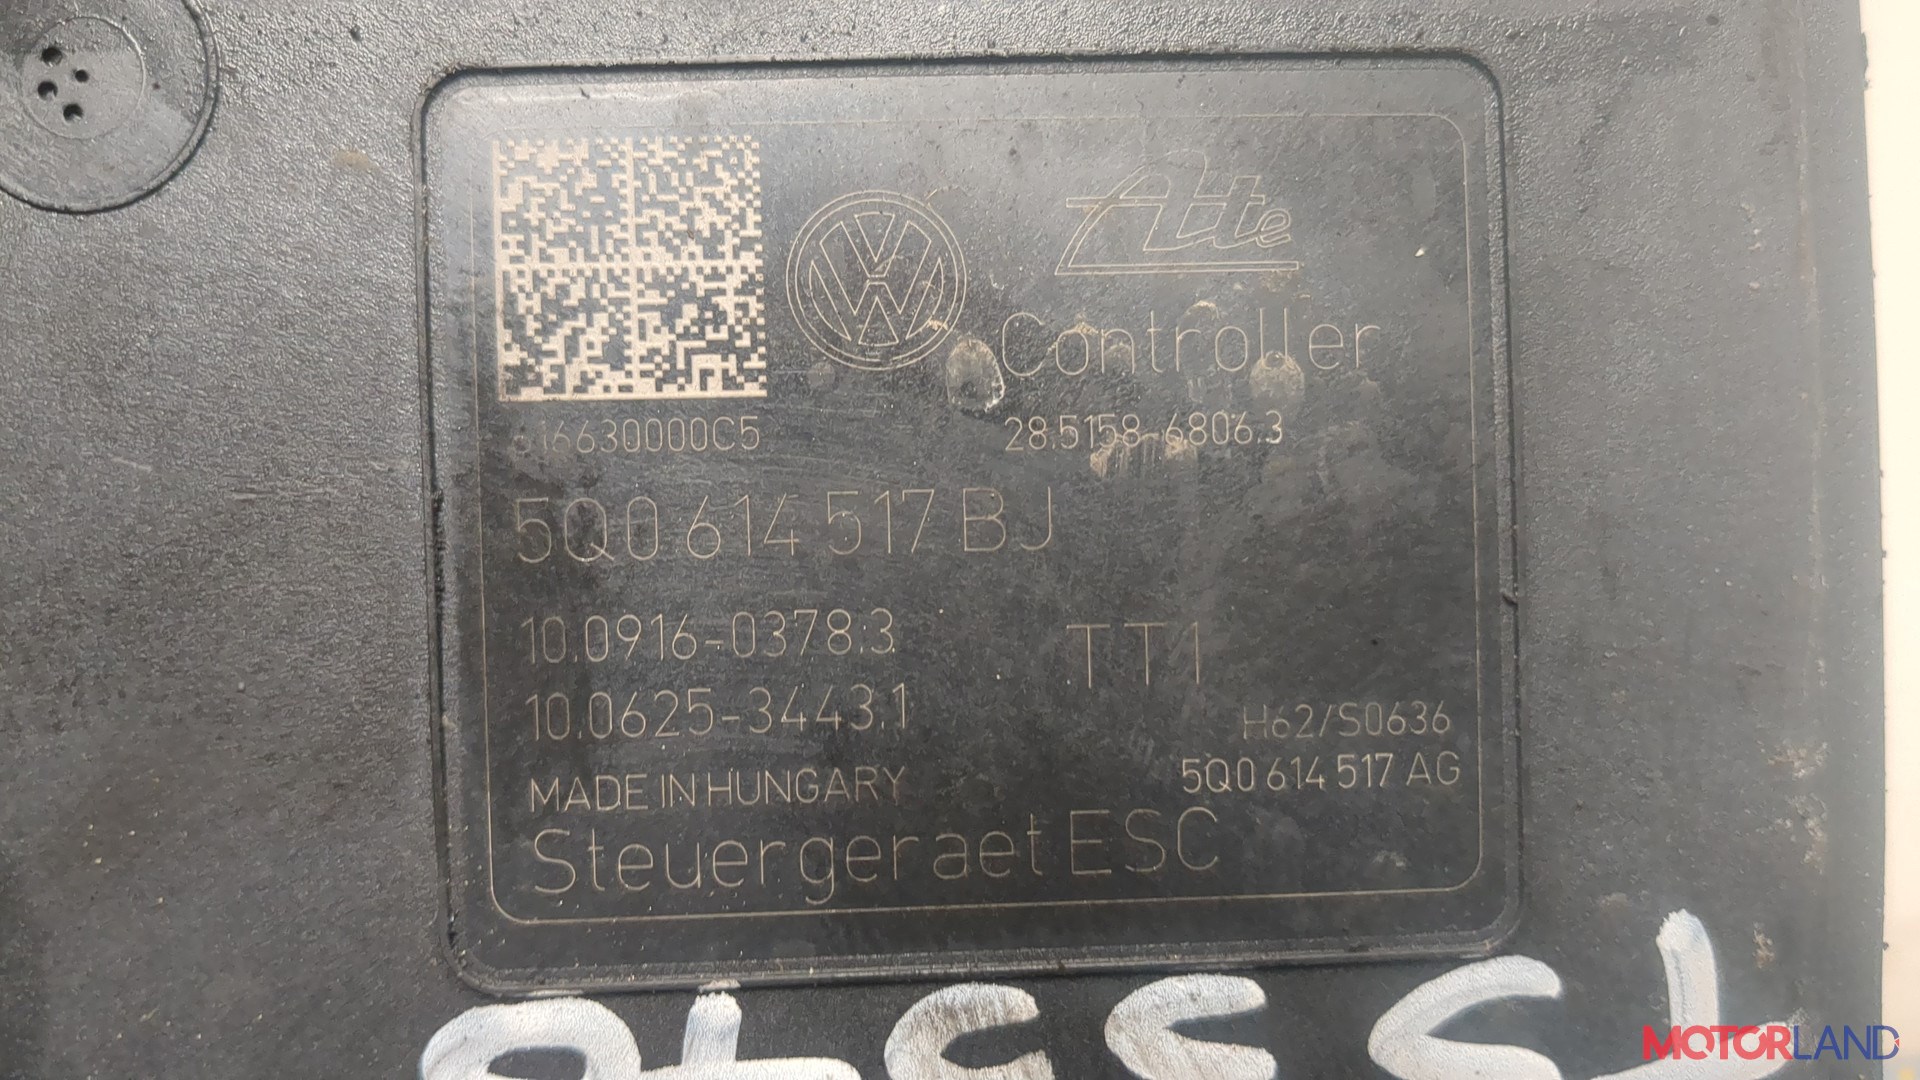 Ate
Controller
616630000C5
28.5158-6806.3
5Q0 614 517 BJ
10.0916-0378.3
TT1
10.0625-3443.1
H62/S0636
MADE IN HUNGARY
5Q0 614 517 AG
Steuergeraet ESC
MOTORLAND